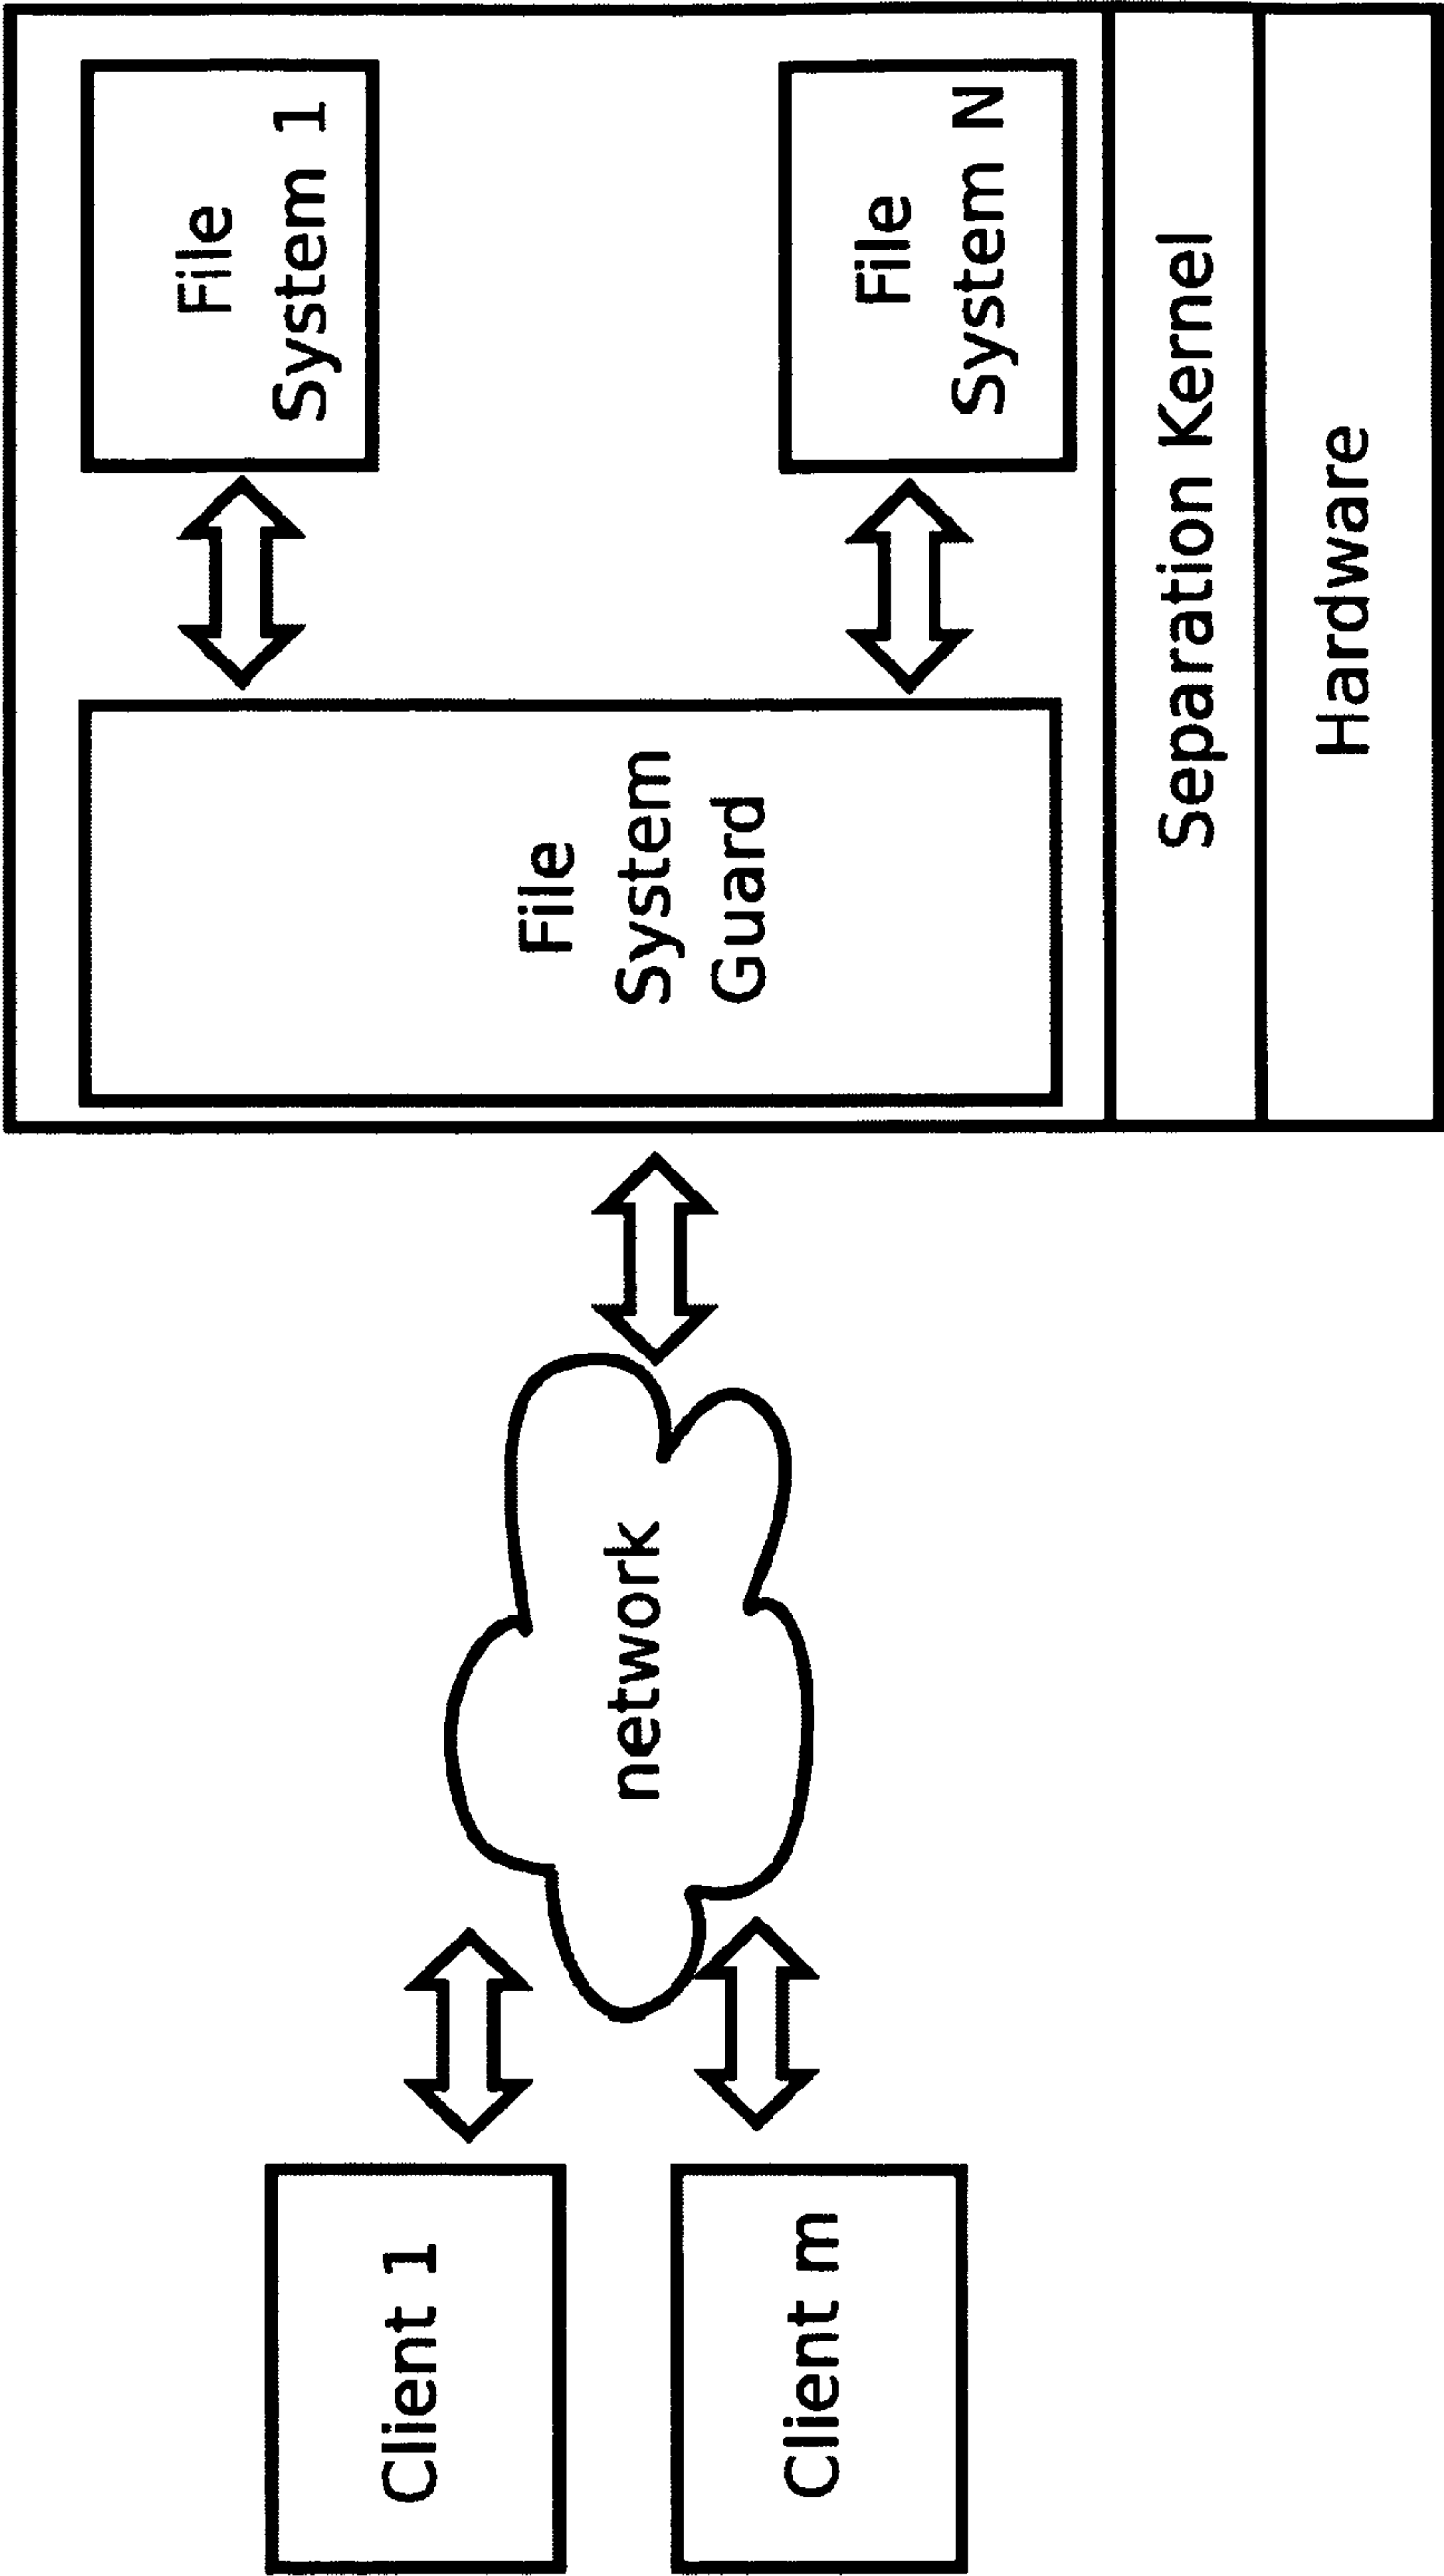 Client 1
Client m
network
File
System
Guard
File
System 1
File
System N
Separation Kernel
Hardware